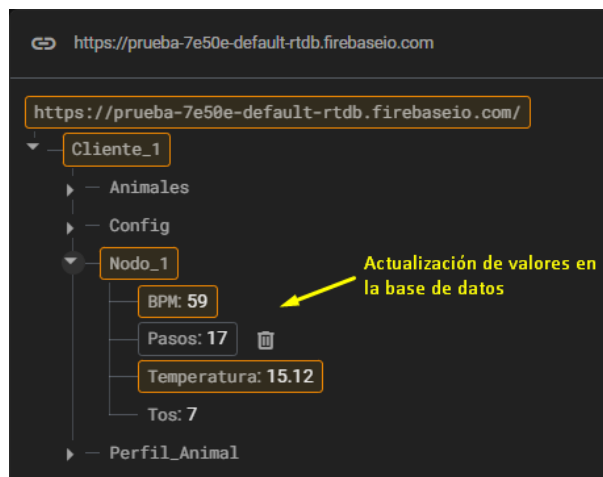 https://prueba-7e50e-default-rtdb.firebaseio.com
https://prueba-7e50e-default-rtdb.firebaseio.com/
Cliente_1
Animales
Config
Nodo_1
BPM: 59
Pasos: 17
Temperatura: 15.12
Tos: 7
Perfil_Animal
Actualización de valores en
la base de datos